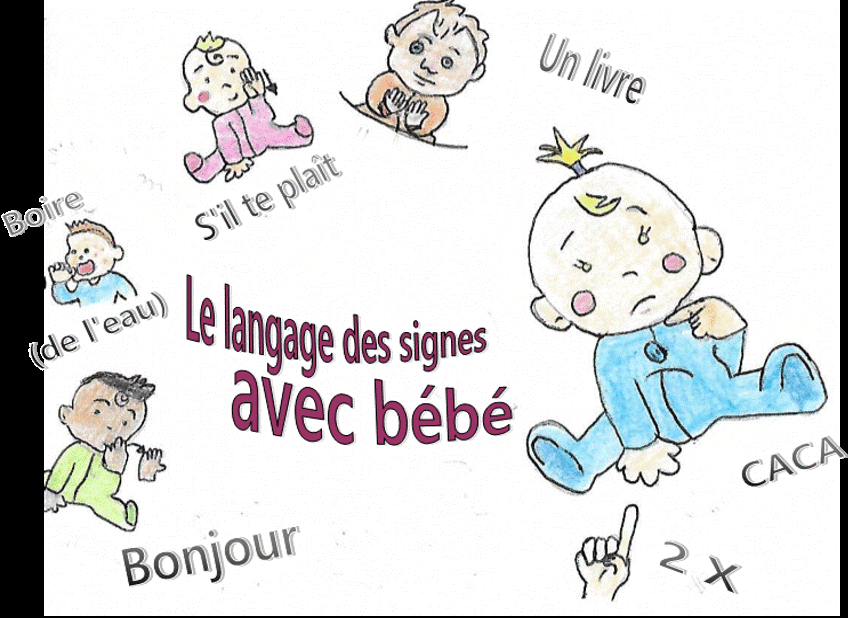 Un livre
S'il te plaît
Boire
(de l'eau)
Le langage des signes
avec bébé
CACA
Bonjour
2 X